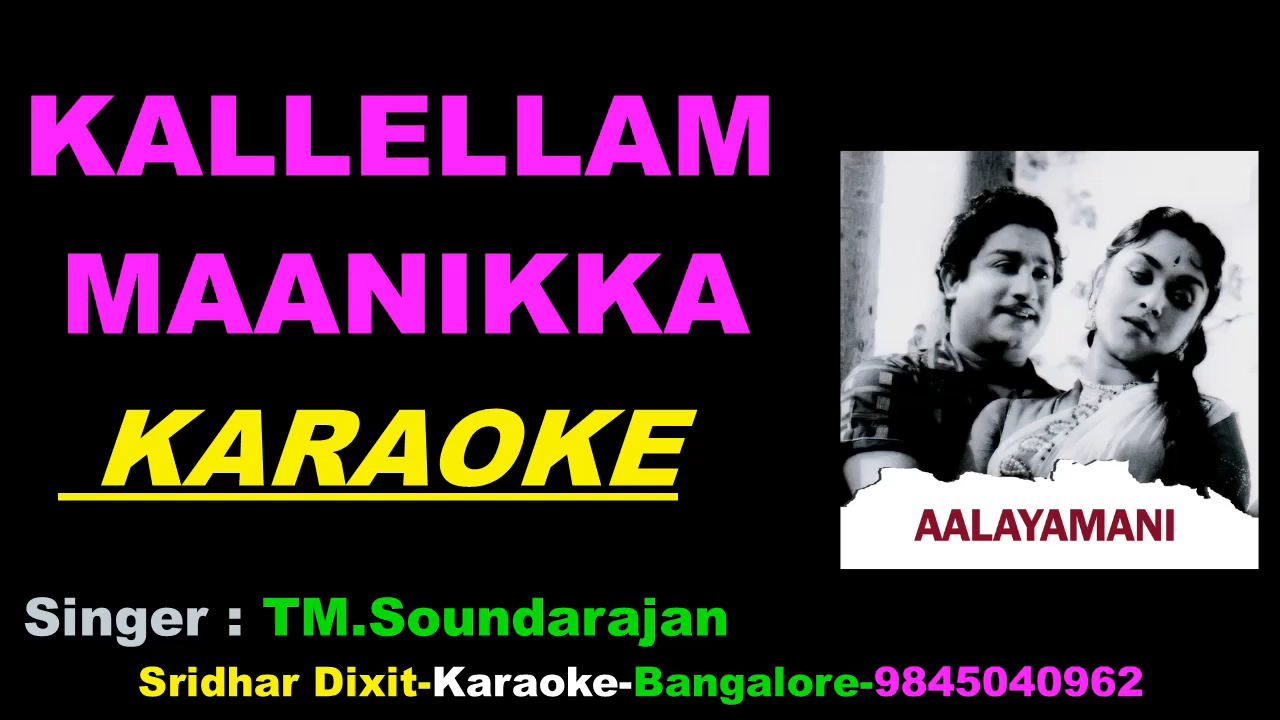 KALLELLAM
MAANIKKA
KARAOKE
AALAYAMANI
Singer : TM.Soundarajan
Sridhar Dixit-Karaoke-Bangalore-9845040962